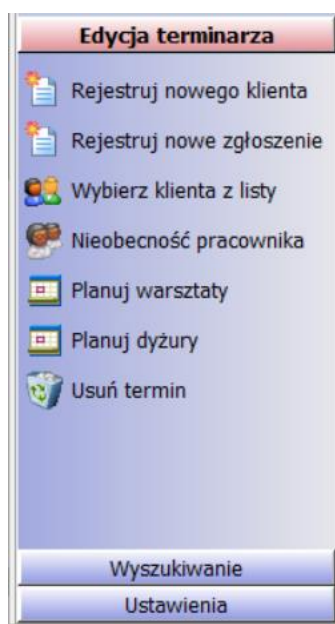 Edycja terminarza
Rejestruj nowego klienta
Rejestruj nowe zgłoszenie
Wybierz klienta z listy
Nieobecność pracownika
Planuj warsztaty
Planuj dyżury
Usuń termin
Wyszukiwanie
Ustawienia